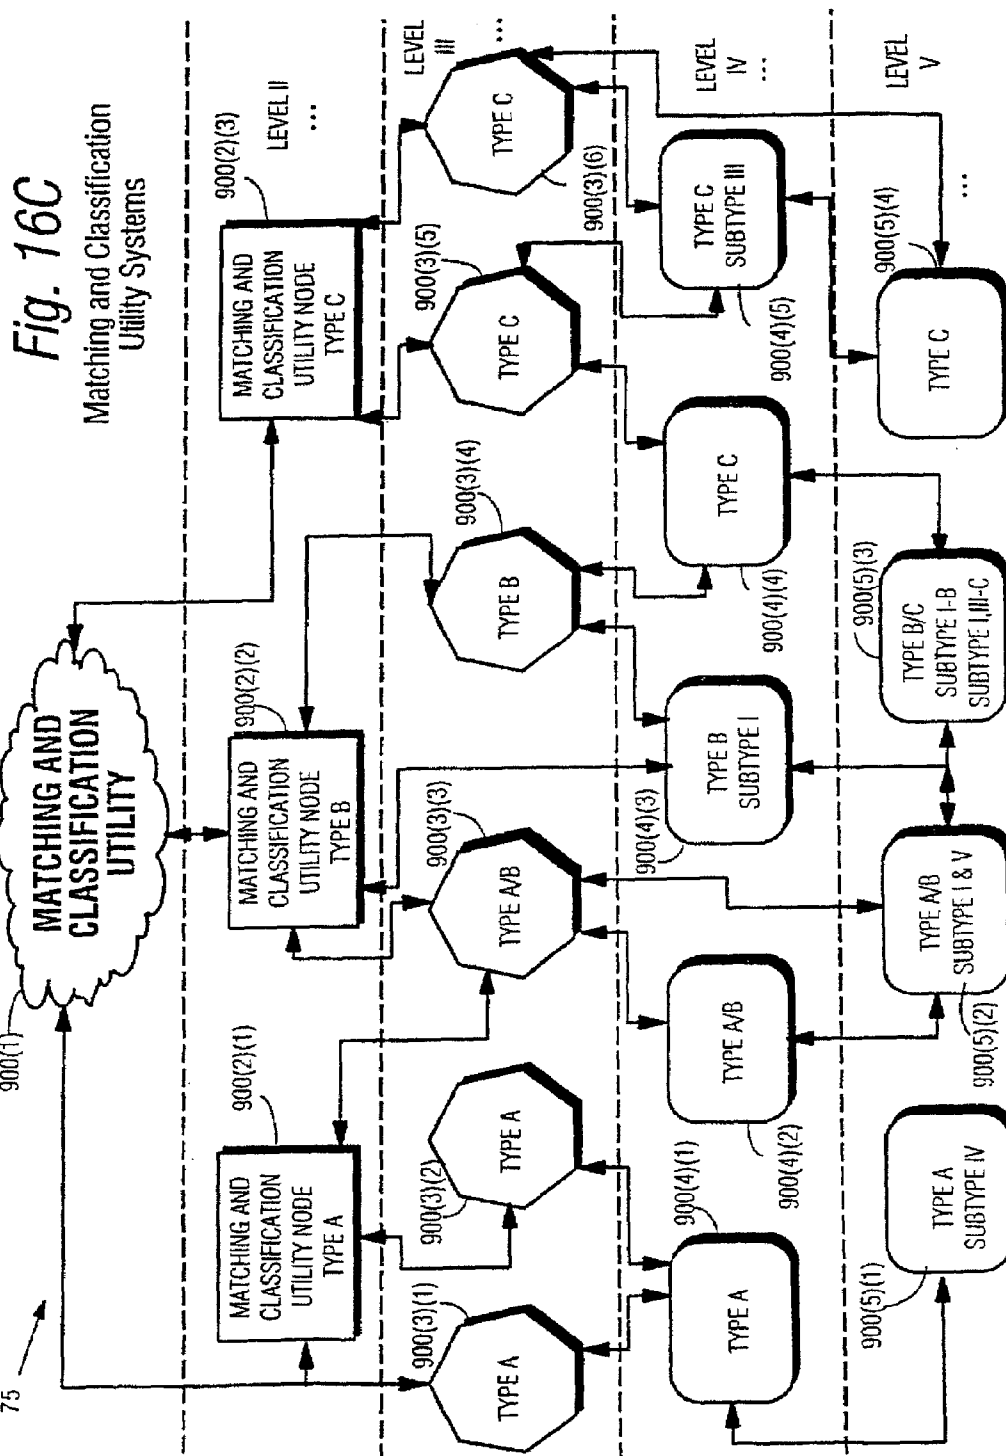 Fig. 16C
Matching and Classification
Utility Systems
75
900(1)
MATCHING AND
CLASSIFICATION
UTILITY
LEVEL II
...
900(2)(1)
MATCHING AND
CLASSIFICATION
UTILITY NODE
TYPE A
900(2)(2)
MATCHING AND
CLASSIFICATION
UTILITY NODE
TYPE B
900(2)(3)
MATCHING AND
CLASSIFICATION
UTILITY NODE
TYPE C
LEVEL
III
...
900(3)(1)
TYPE A
900(3)(2)
TYPE A
900(3)(3)
TYPE A/B
900(3)(4)
TYPE B
900(3)(5)
TYPE C
900(3)(6)
TYPE C
LEVEL
IV
...
900(4)(1)
TYPE A
900(4)(2)
TYPE A/B
900(4)(3)
TYPE B
SUBTYPE I
900(4)(4)
TYPE C
900(4)(5)
TYPE C
SUBTYPE III
LEVEL
V
...
900(5)(1)
TYPE A
SUBTYPE IV
900(5)(2)
TYPE A/B
SUBTYPE I & V
900(5)(3)
TYPE B/C
SUBTYPE I-B
SUBTYPE I,III-C
900(5)(4)
TYPE C